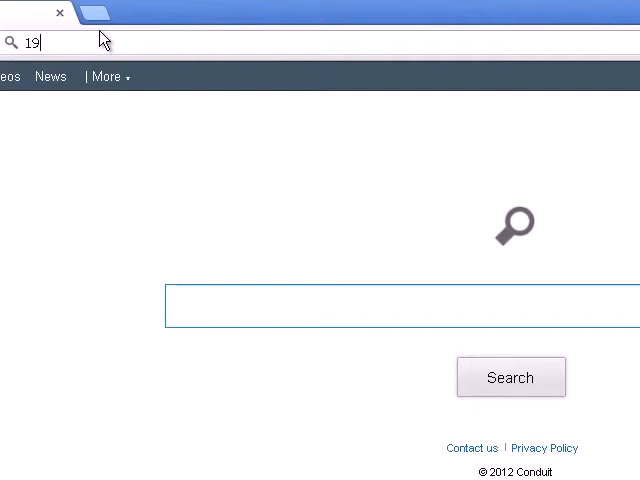 19
eos News | More ▾
Search
Contact us | Privacy Policy
© 2012 Conduit